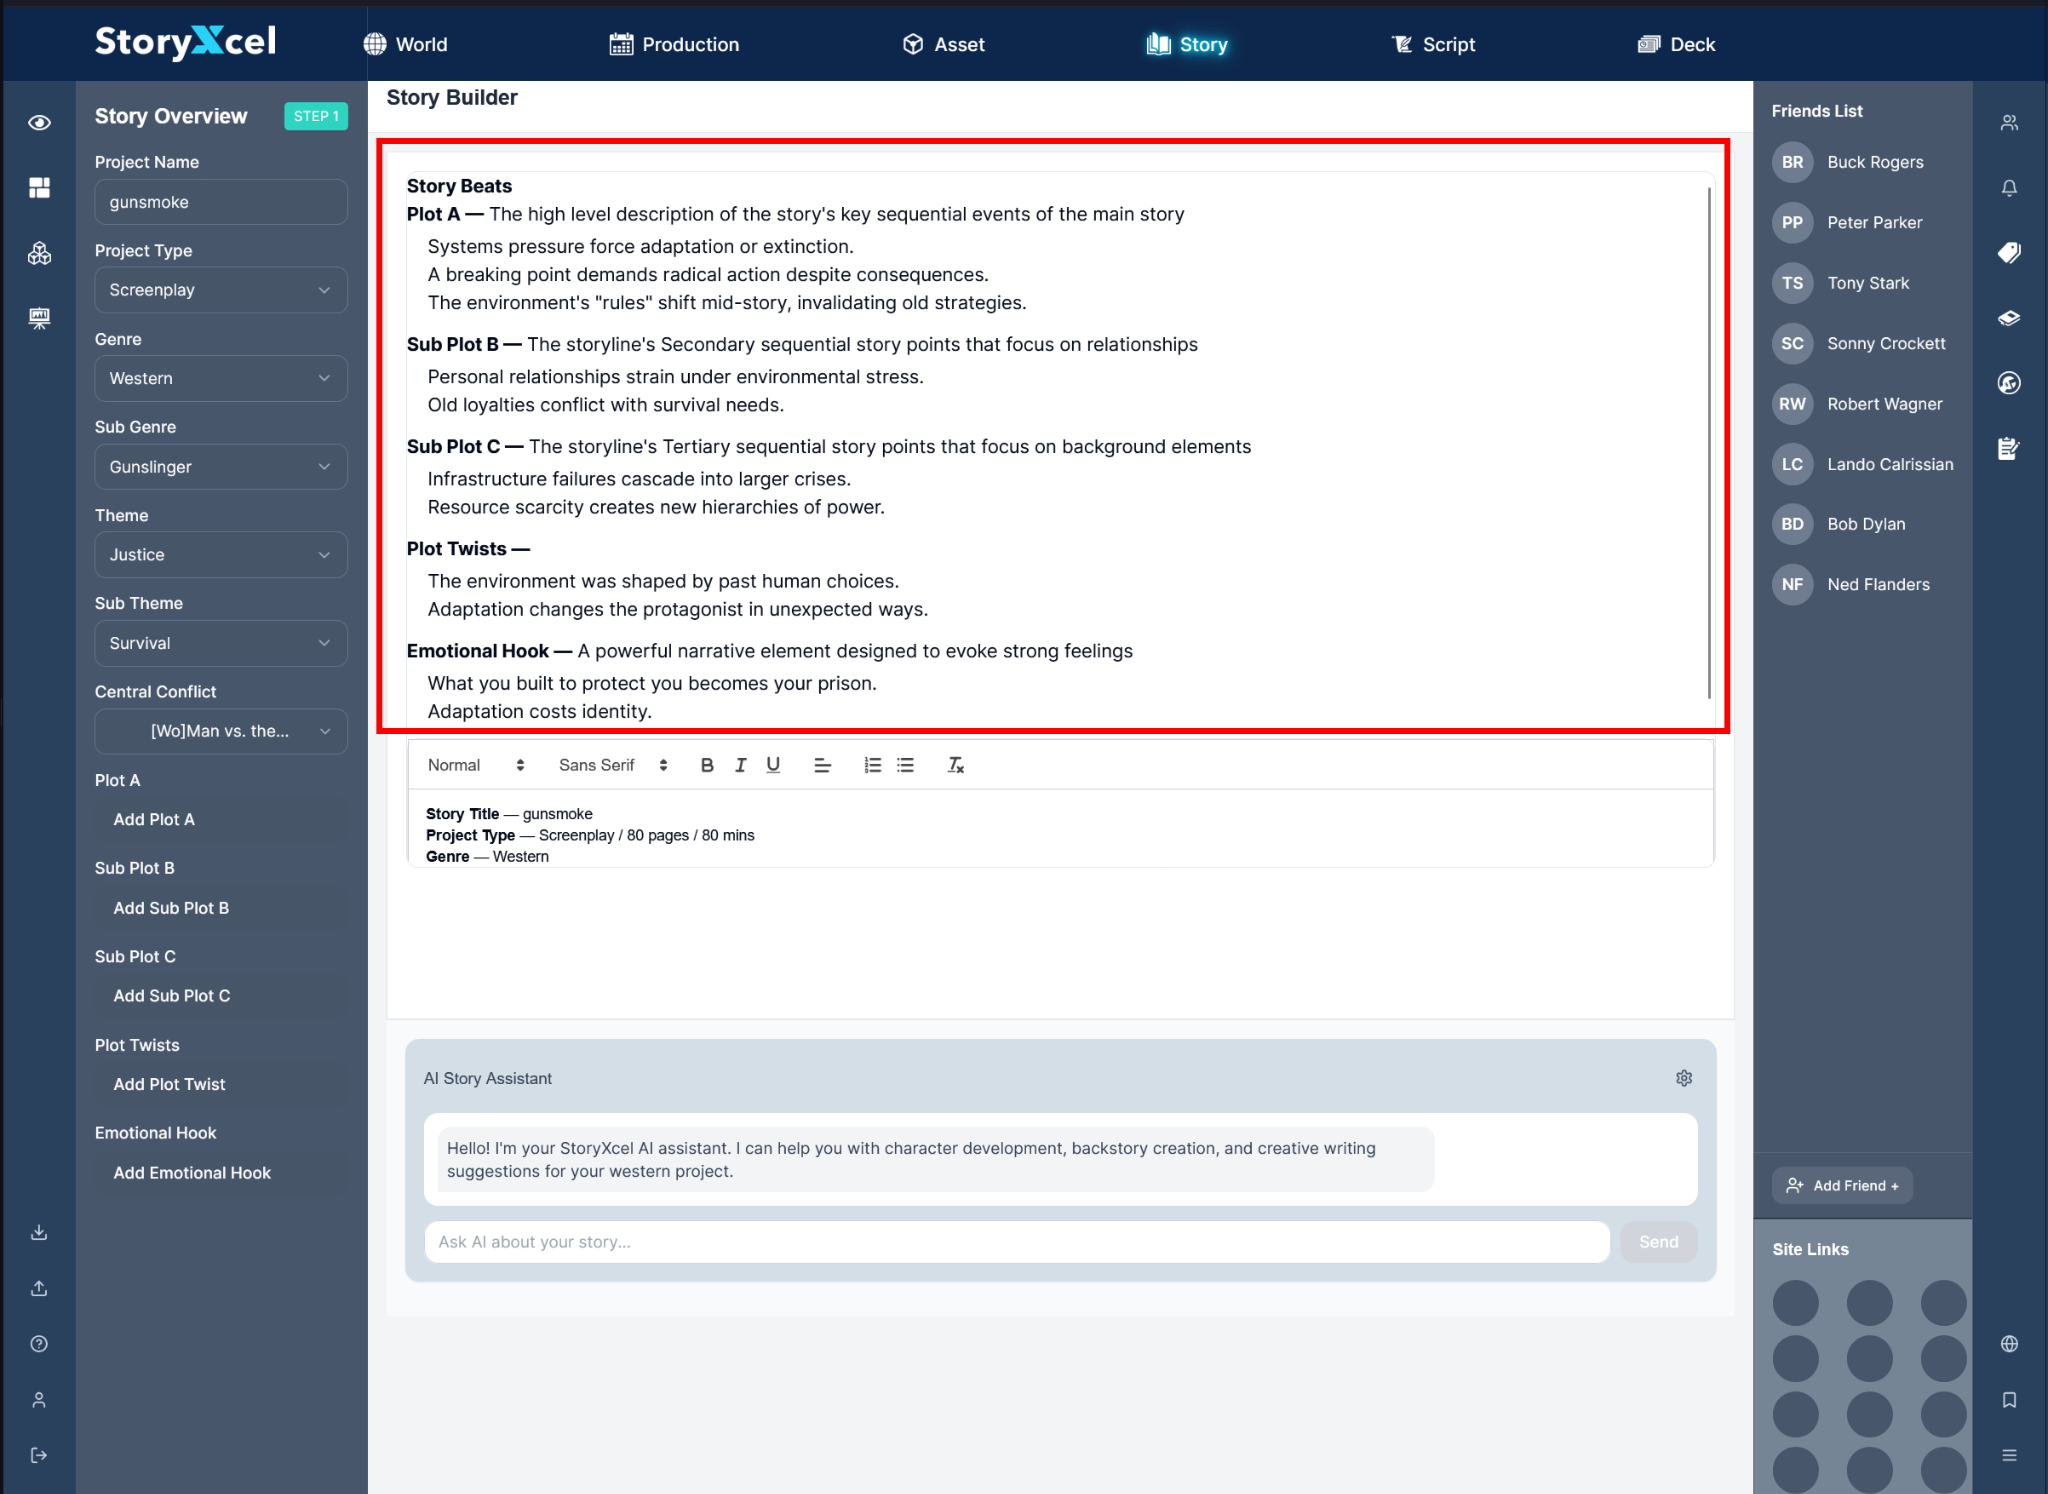 StoryXcel
World
Production
Asset
Story
Script
Deck
Story Overview
STEP 1
Project Name
gunsmoke
Project Type
Screenplay
Genre
Western
Sub Genre
Gunslinger
Theme
Justice
Sub Theme
Survival
Central Conflict
[Wo]Man vs. the...
Plot A
Add Plot A
Sub Plot B
Add Sub Plot B
Sub Plot C
Add Sub Plot C
Plot Twists
Add Plot Twist
Emotional Hook
Add Emotional Hook
Story Builder
Story Beats
Plot A — The high level description of the story's key sequential events of the main story
Systems pressure force adaptation or extinction.
A breaking point demands radical action despite consequences.
The environment's "rules" shift mid-story, invalidating old strategies.
Sub Plot B — The storyline's Secondary sequential story points that focus on relationships
Personal relationships strain under environmental stress.
Old loyalties conflict with survival needs.
Sub Plot C — The storyline's Tertiary sequential story points that focus on background elements
Infrastructure failures cascade into larger crises.
Resource scarcity creates new hierarchies of power.
Plot Twists —
The environment was shaped by past human choices.
Adaptation changes the protagonist in unexpected ways.
Emotional Hook — A powerful narrative element designed to evoke strong feelings
What you built to protect you becomes your prison.
Adaptation costs identity.
Normal
Sans Serif
B I U
Story Title — gunsmoke
Project Type — Screenplay / 80 pages / 80 mins
Genre — Western
AI Story Assistant
Hello! I'm your StoryXcel AI assistant. I can help you with character development, backstory creation, and creative writing
suggestions for your western project.
Ask AI about your story...
Send
Friends List
BR Buck Rogers
PP Peter Parker
TS Tony Stark
SC Sonny Crockett
RW Robert Wagner
LC Lando Calrissian
BD Bob Dylan
NF Ned Flanders
Add Friend +
Site Links